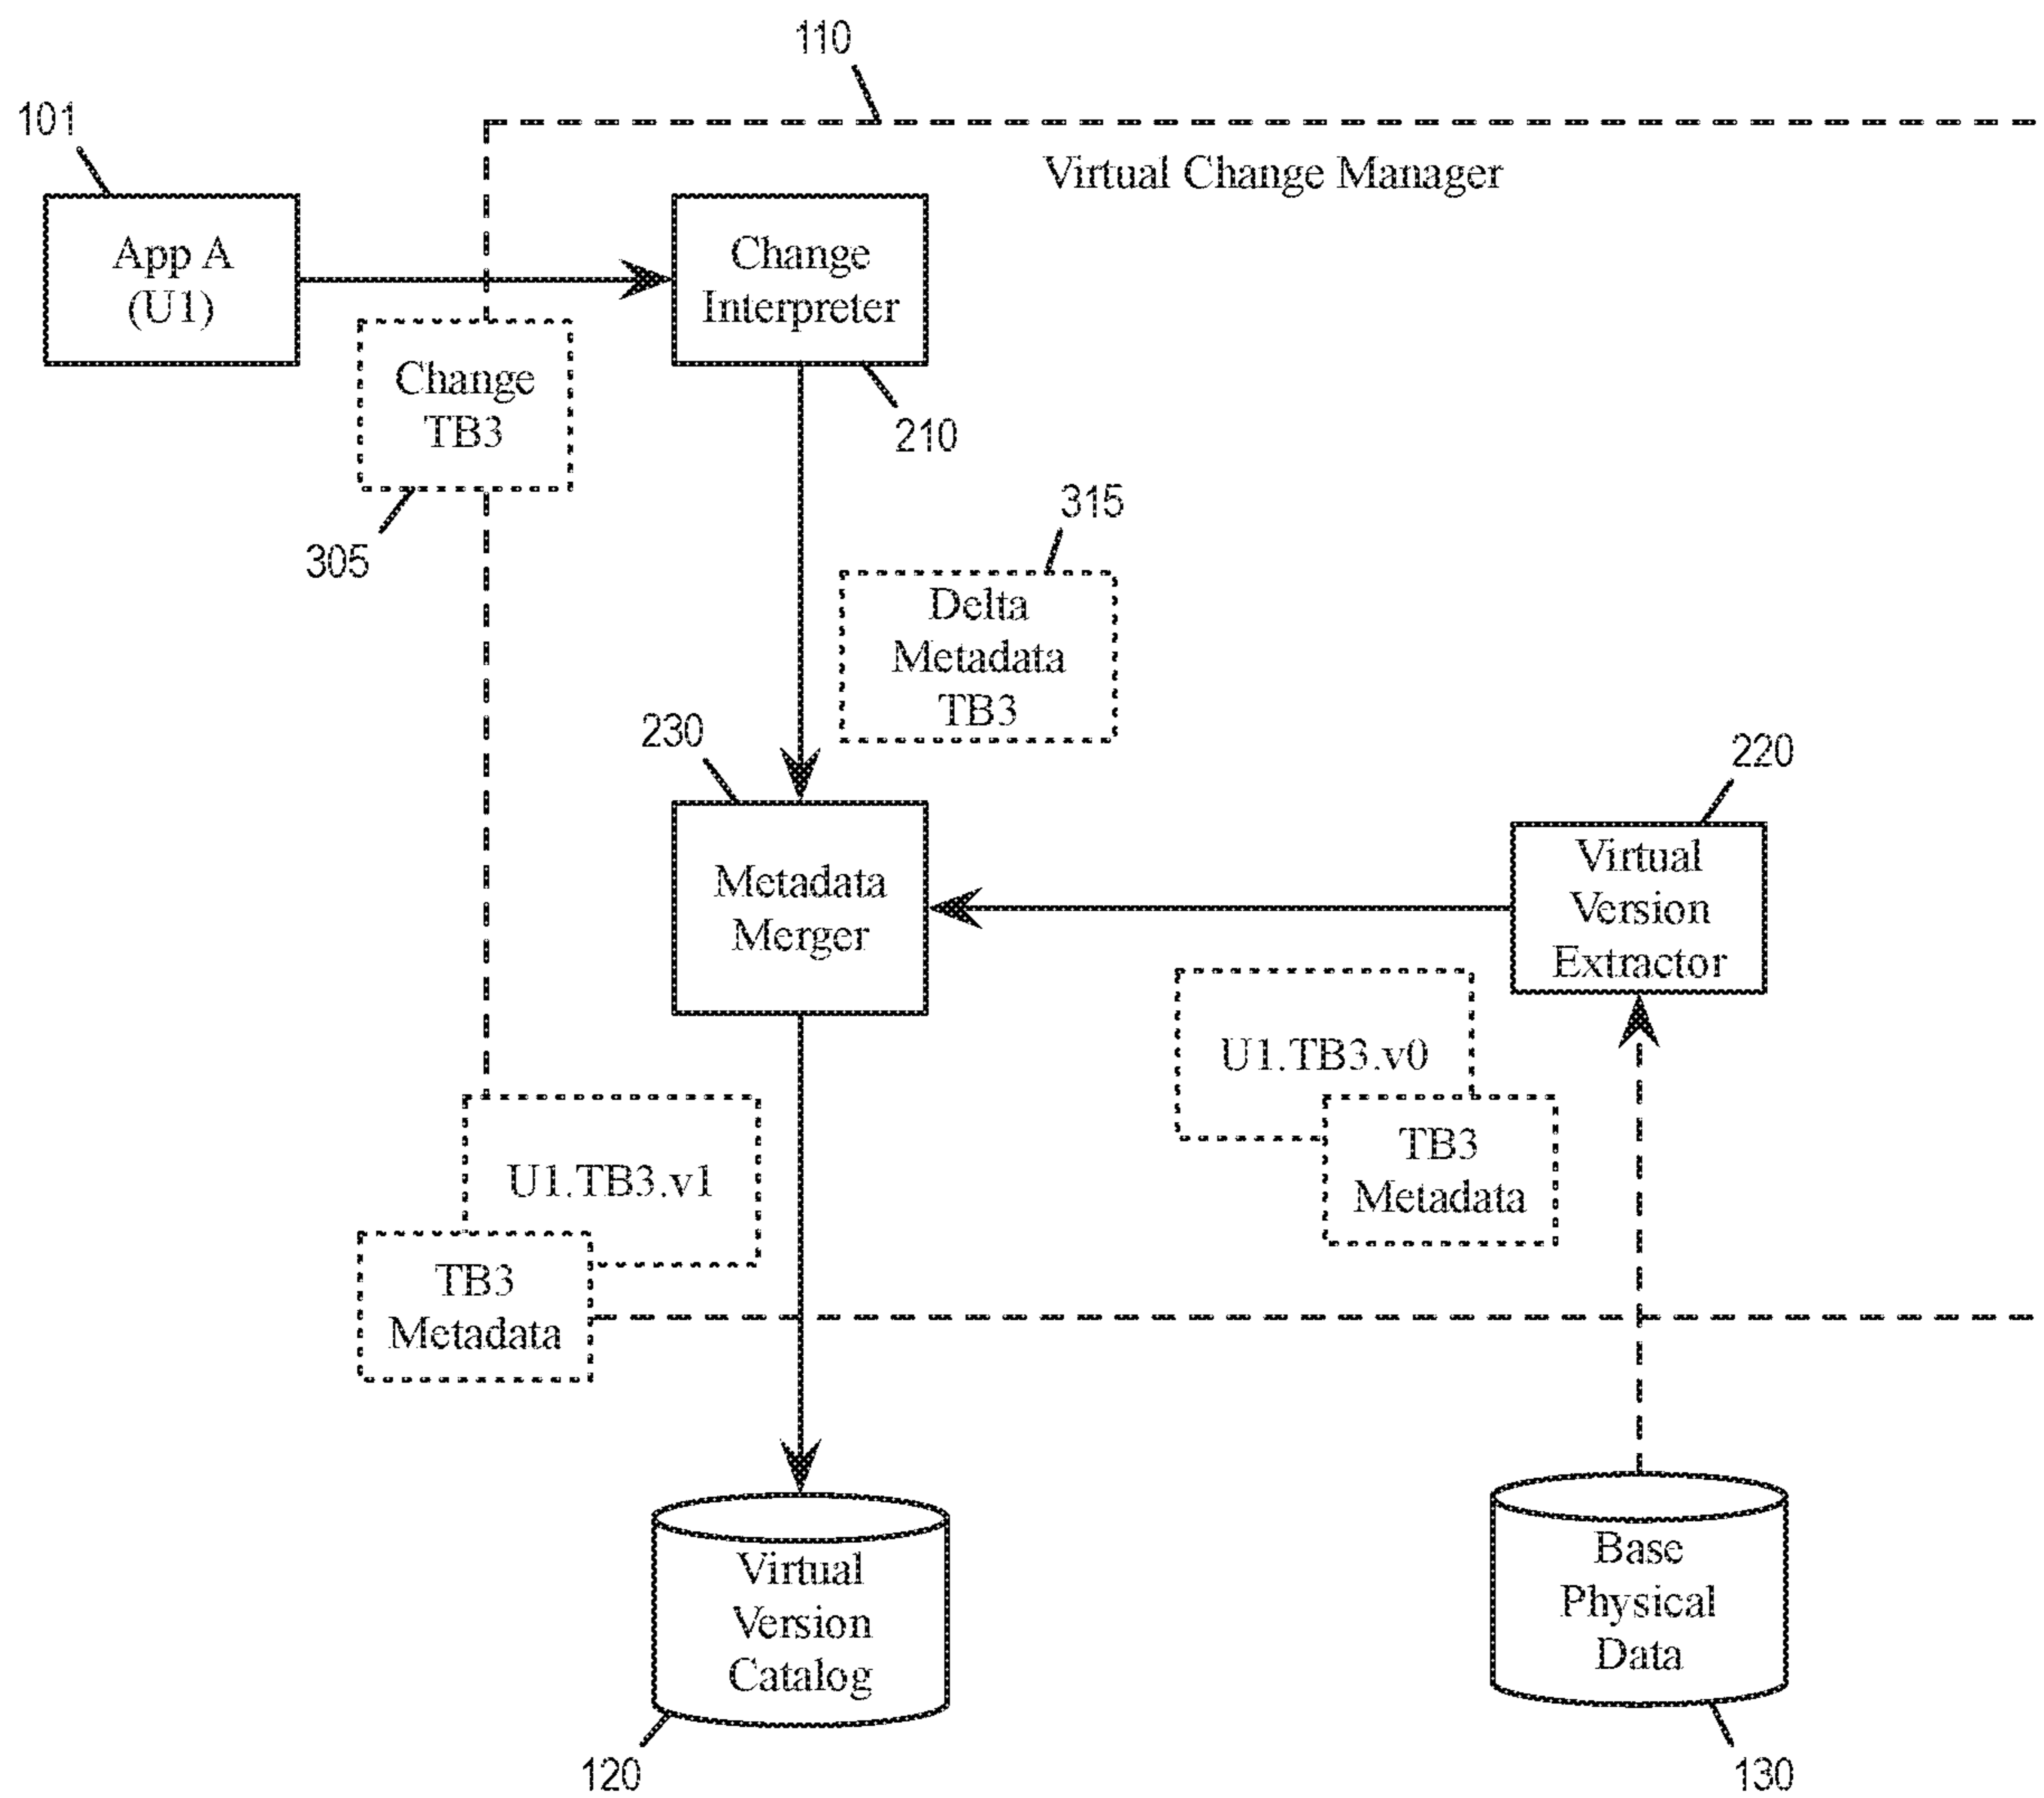 110
101
Virtual Change Manager
App A
(U1)
Change
Interpreter
Change
TB3
210
305
315
Delta
Metadata
TB3
230
220
Metadata
Merger
Virtual
Version
Extractor
U1.TB3.v0
TB3
Metadata
U1.TB3.v1
TB3
Metadata
Virtual
Version
Catalog
Base
Physical
Data
120
130